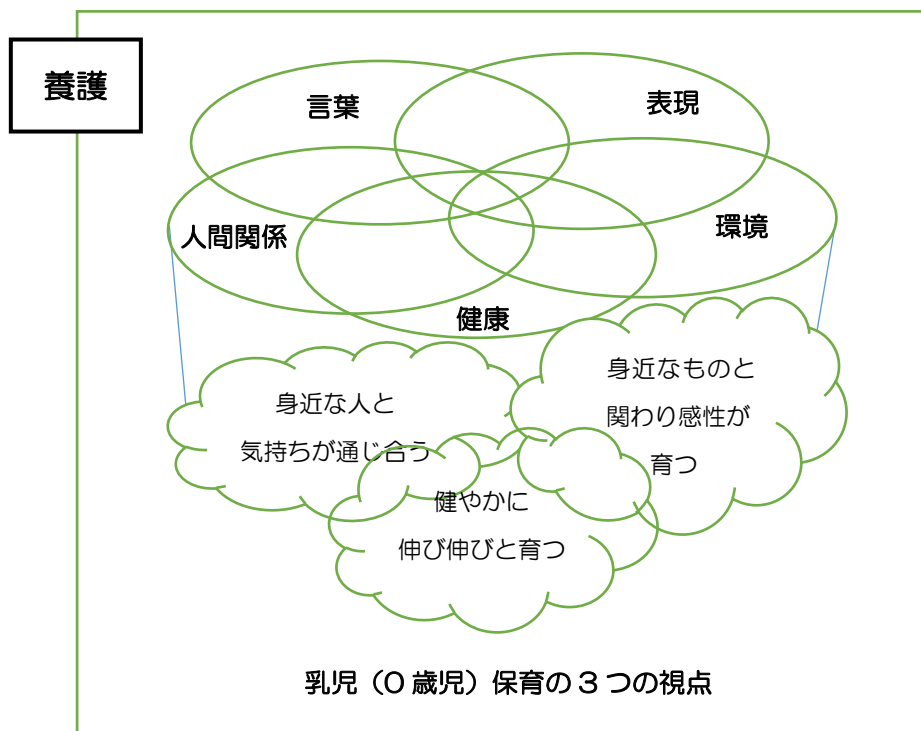 養護
言葉
表現
人間関係
環境
健康
身近な人と
気持ちが通じ合う
身近なものと
関わり感性が
育つ
健やかに
伸び伸びと育つ
乳児（0 歳児）保育の３つの視点